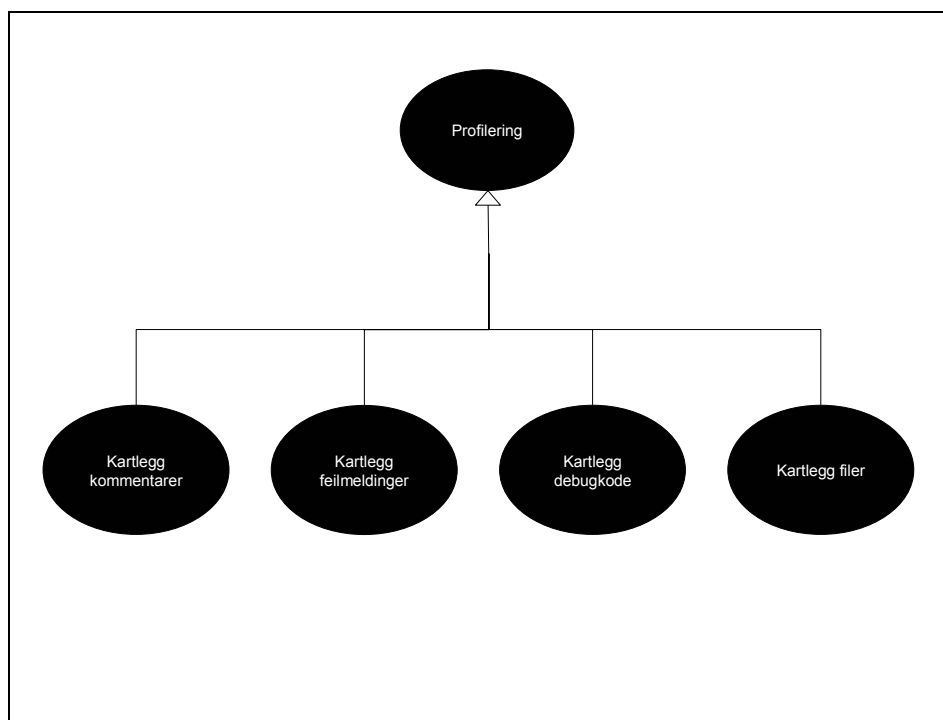 Profilering
Kartlegg
kommentarer
Kartlegg
feilmeldinger
Kartlegg
debugkode
Kartlegg filer